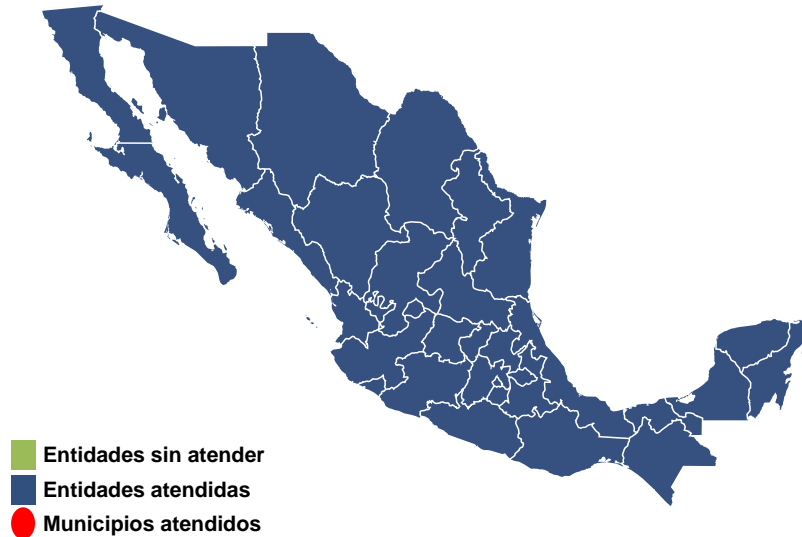 Entidades sin atender
Entidades atendidas
Municipios atendidos